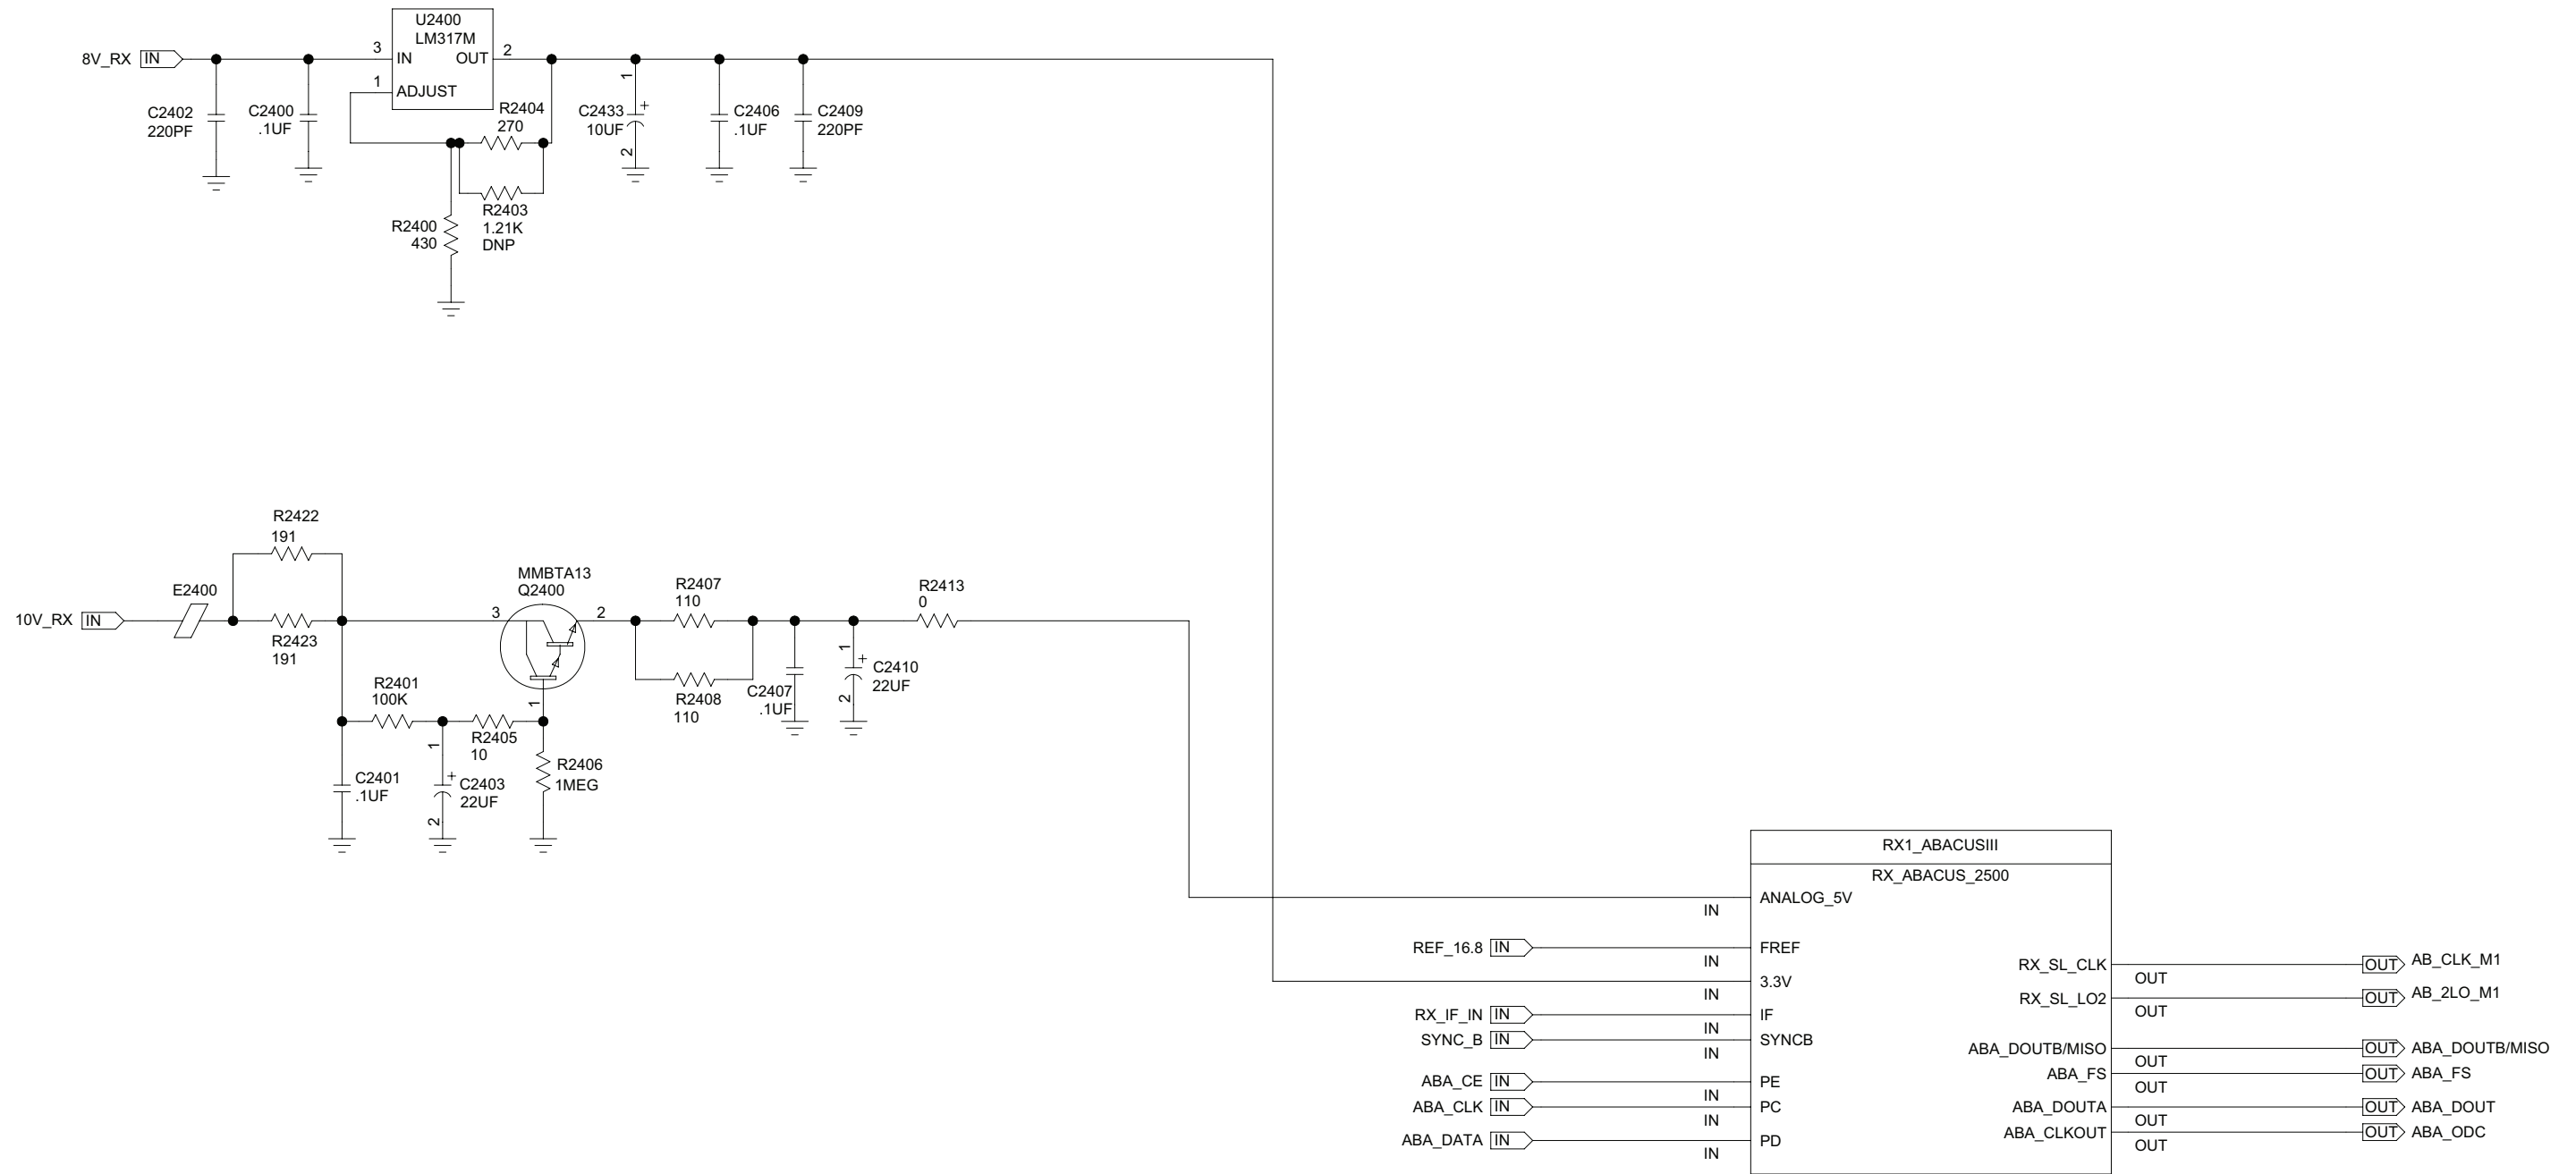 U2400
LM317M
8V_RX IN
3 IN OUT 2
1 ADJUST
C2402
220PF
C2400
.1UF
R2404
270
1
C2433
10UF
2
C2406
.1UF
C2409
220PF
R2403
1.21K
DNP
R2400
430
R2422
191
E2400
10V_RX IN
R2423
191
MMBTA13
Q2400
3
2
1
R2407
110
R2408
110
R2413
0
C2407
.1UF
1
C2410
22UF
2
R2401
100K
R2405
10
C2401
.1UF
1
C2403
22UF
2
R2406
1MEG
RX1_ABACUSIII
RX_ABACUS_2500
IN ANALOG_5V
REF_16.8 IN
IN FREF
IN 3.3V
RX_IF_IN IN
IN IF
SYNC_B IN
IN SYNCB
ABA_CE IN
IN PE
ABA_CLK IN
IN PC
ABA_DATA IN
IN PD
RX_SL_CLK OUT
OUT AB_CLK_M1
RX_SL_LO2 OUT
OUT AB_2LO_M1
ABA_DOUTB/MISO OUT
OUT ABA_DOUTB/MISO
ABA_FS OUT
OUT ABA_FS
ABA_DOUTA OUT
OUT ABA_DOUT
ABA_CLKOUT OUT
OUT ABA_ODC